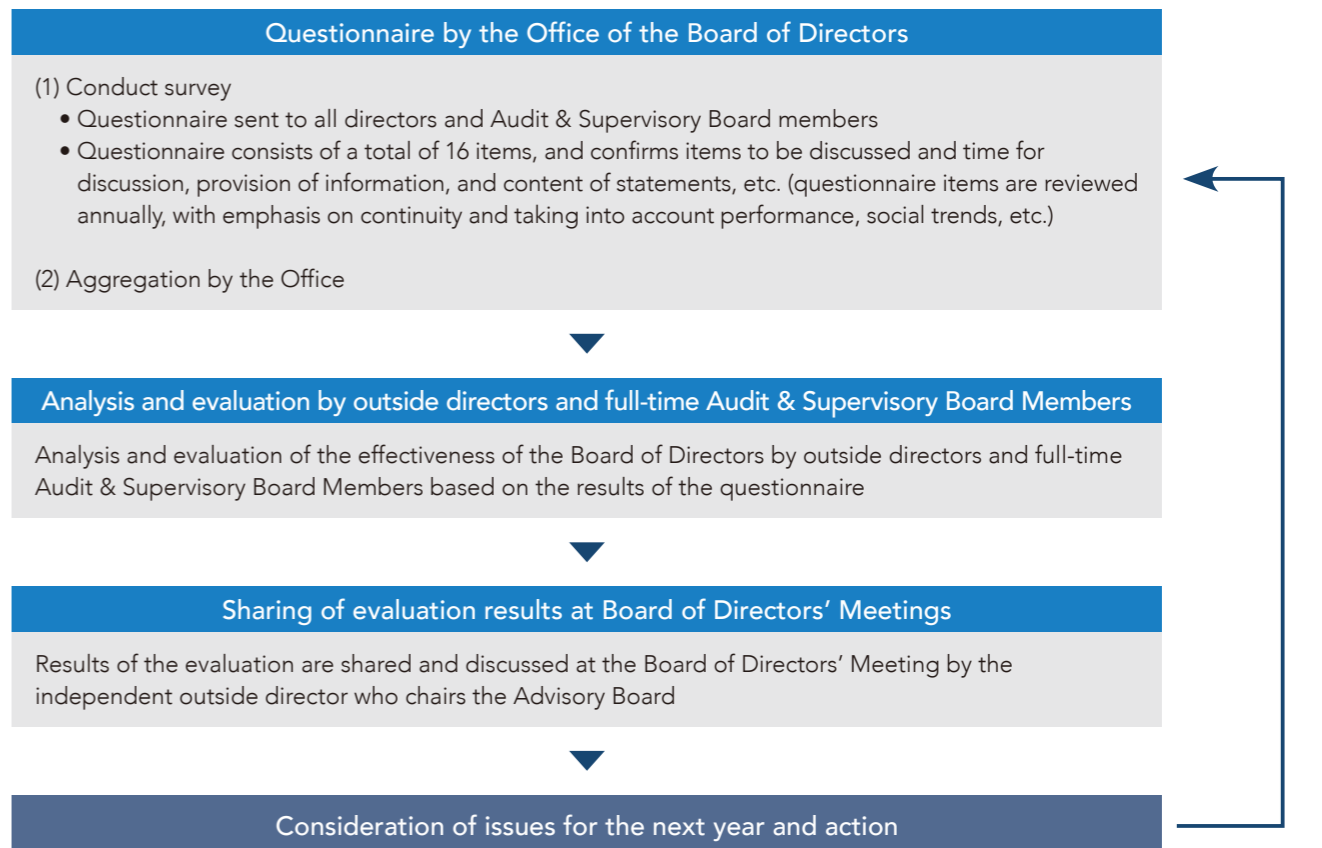 Questionnaire by the Office of the Board of Directors
(1) Conduct survey
• Questionnaire sent to all directors and Audit & Supervisory Board members
• Questionnaire consists of a total of 16 items, and confirms items to be discussed and time for
discussion, provision of information, and content of statements, etc. (questionnaire items are reviewed
annually, with emphasis on continuity and taking into account performance, social trends, etc.)
(2) Aggregation by the Office
Analysis and evaluation by outside directors and full-time Audit & Supervisory Board Members
Analysis and evaluation of the effectiveness of the Board of Directors by outside directors and full-time
Audit & Supervisory Board Members based on the results of the questionnaire
Sharing of evaluation results at Board of Directors’ Meetings
Results of the evaluation are shared and discussed at the Board of Directors’ Meeting by the
independent outside director who chairs the Advisory Board
Consideration of issues for the next year and action